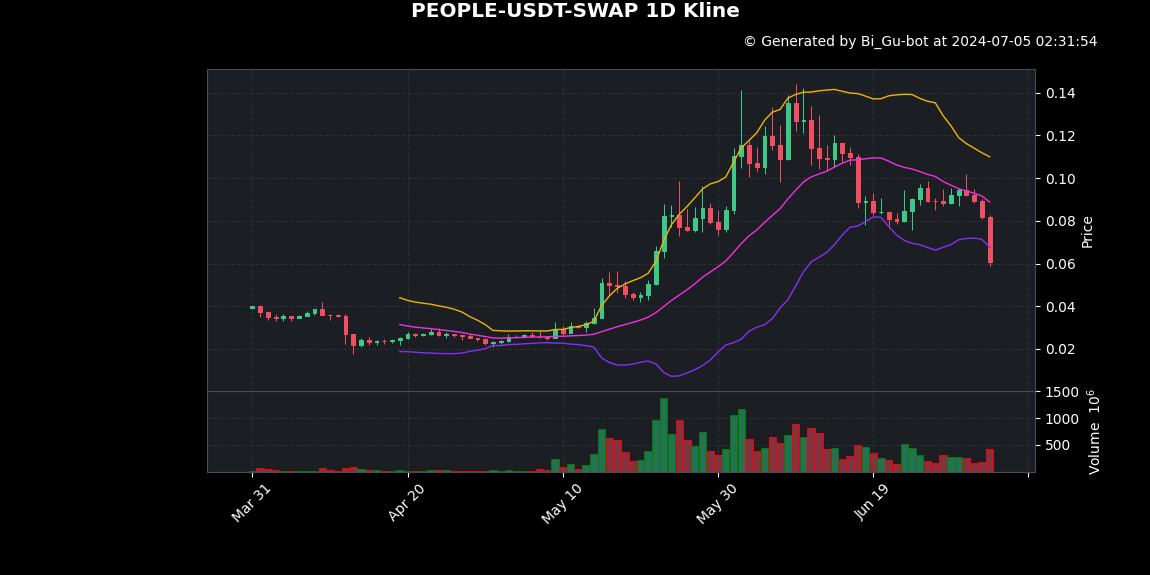 PEOPLE-USDT-SWAP 1D Kline
© Generated by Bi_Gu-bot at 2024-07-05 02:31:54
0.14
0.12
0.10
0.08
0.06
0.04
0.02
Price
1500
1000
500
Volume 10⁶
Mar 31
Apr 20
May 10
May 30
Jun 19